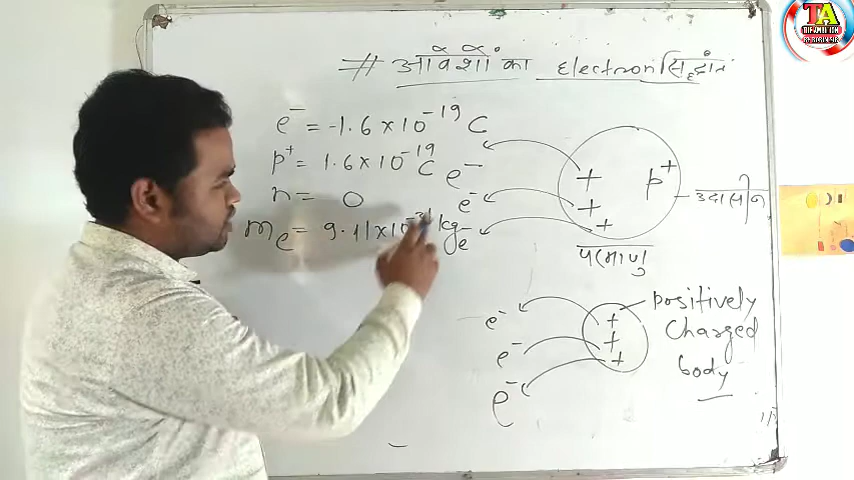 # आवेशों का electron सिद्धांत
e⁻ = -1.6×10⁻¹⁹ C
p⁺ = 1.6×10⁻¹⁹ C
n = 0
mₑ = 9.11×10⁻³¹ kg
e⁻
e⁻
e⁻
+ p⁺
+
+
उदासीन
परमाणु
e⁻
e⁻
e⁻
+
+
+
positively
charged
body
TA